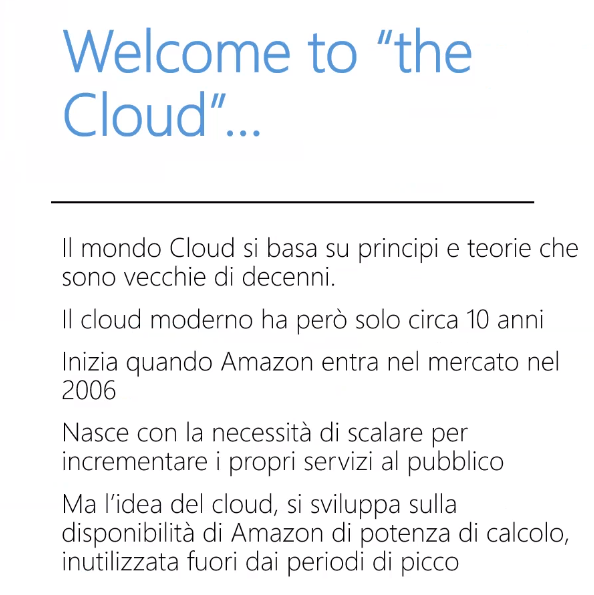 Welcome to “the
Cloud”...
Il mondo Cloud si basa su principi e teorie che
sono vecchie di decenni.
Il cloud moderno ha però solo circa 10 anni
Inizia quando Amazon entra nel mercato nel
2006
Nasce con la necessità di scalare per
incrementare i propri servizi al pubblico
Ma l’idea del cloud, si sviluppa sulla
disponibilità di Amazon di potenza di calcolo,
inutilizzata fuori dai periodi di picco